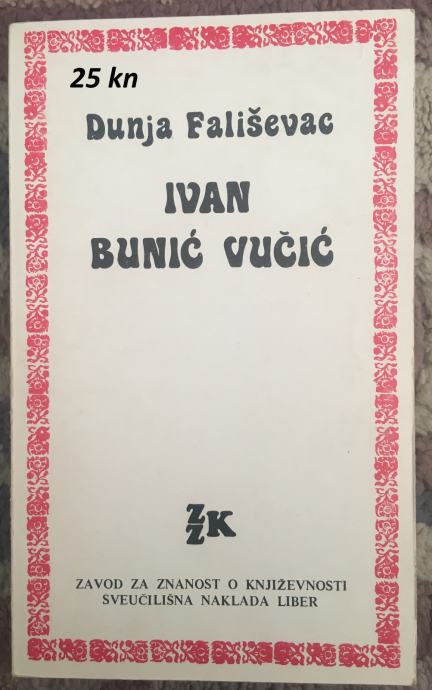 25 kn
Dunja Fališevac
IVAN
BUNIĆ VUČIĆ
ZZK
ZAVOD ZA ZNANOST O KNJIŽEVNOSTI
SVEUČILIŠNA NAKLADA LIBER